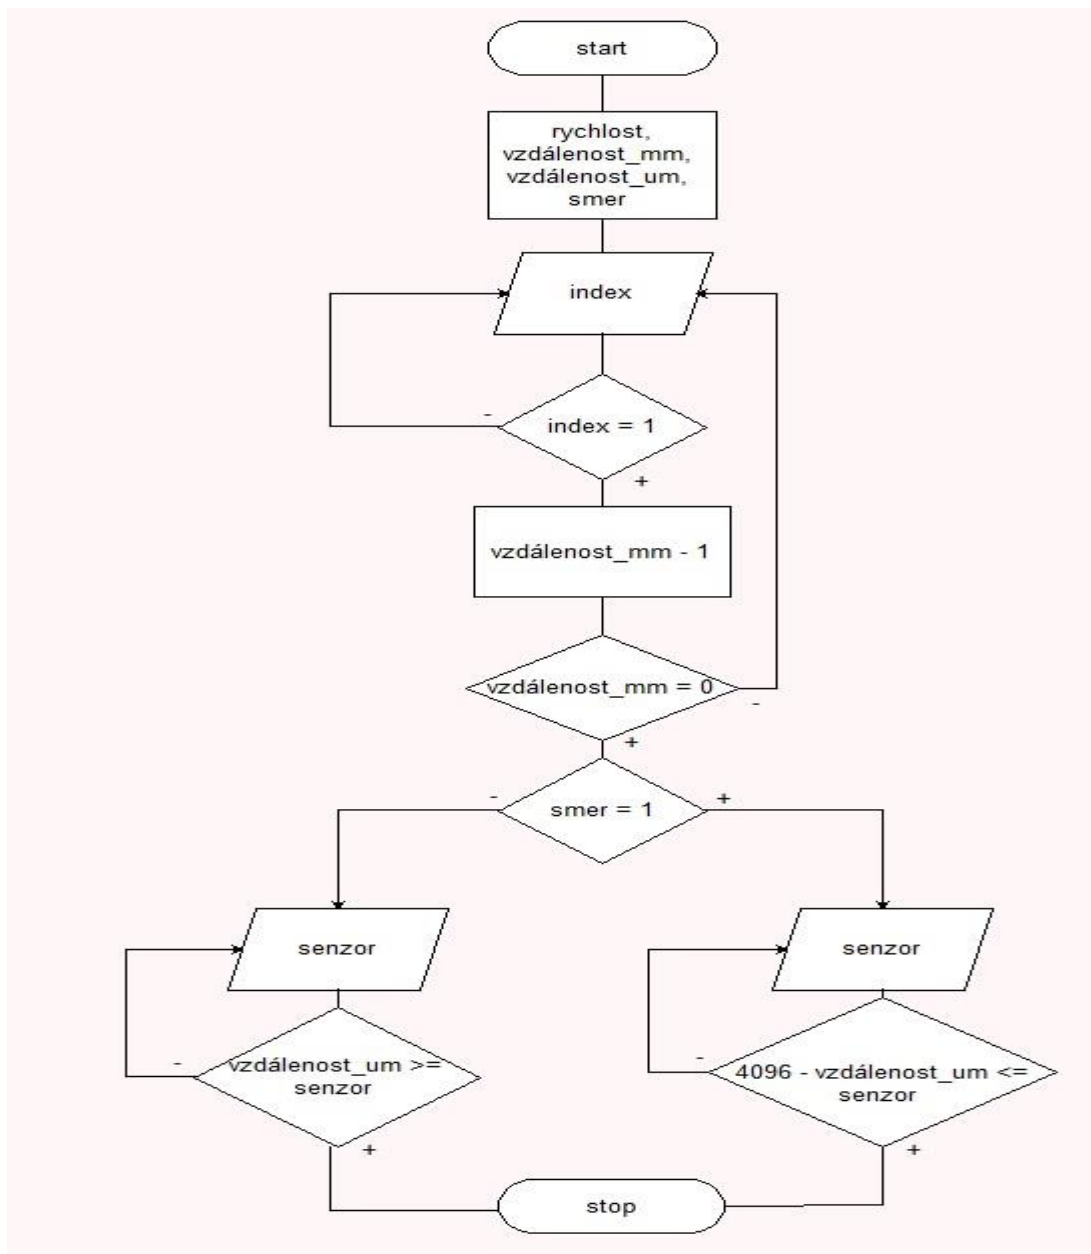 start
rychlost,
vzdálenost_mm,
vzdálenost_um,
smer
index
-
index = 1
+
vzdálenost_mm - 1
vzdálenost_mm = 0
-
+
-
smer = 1
+
senzor
senzor
-
vzdálenost_um >=
senzor
+
-
4096 - vzdálenost_um <=
senzor
+
stop